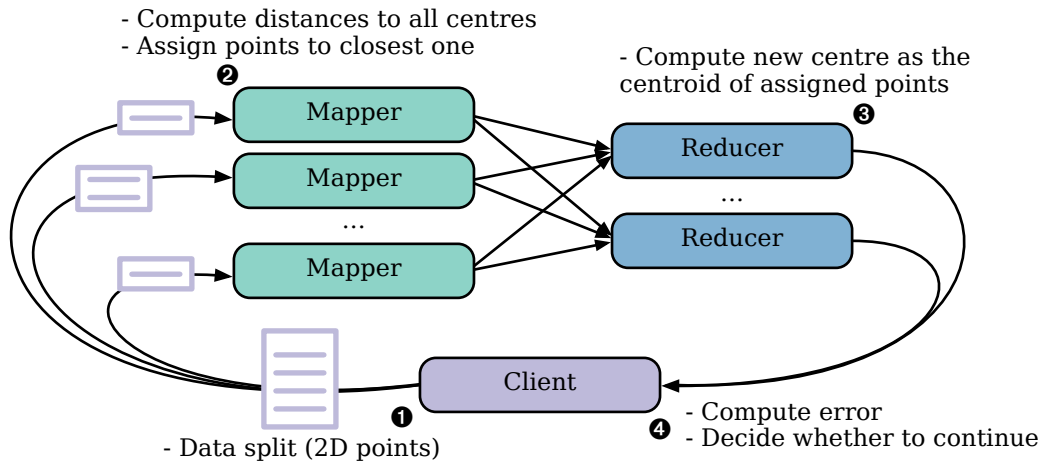 - Compute distances to all centres
- Assign points to closest one
❷
- Compute new centre as the
centroid of assigned points
❸
Mapper
Mapper
...
Mapper
Reducer
...
Reducer
Client
❶
- Data split (2D points)
❹
- Compute error
- Decide whether to continue